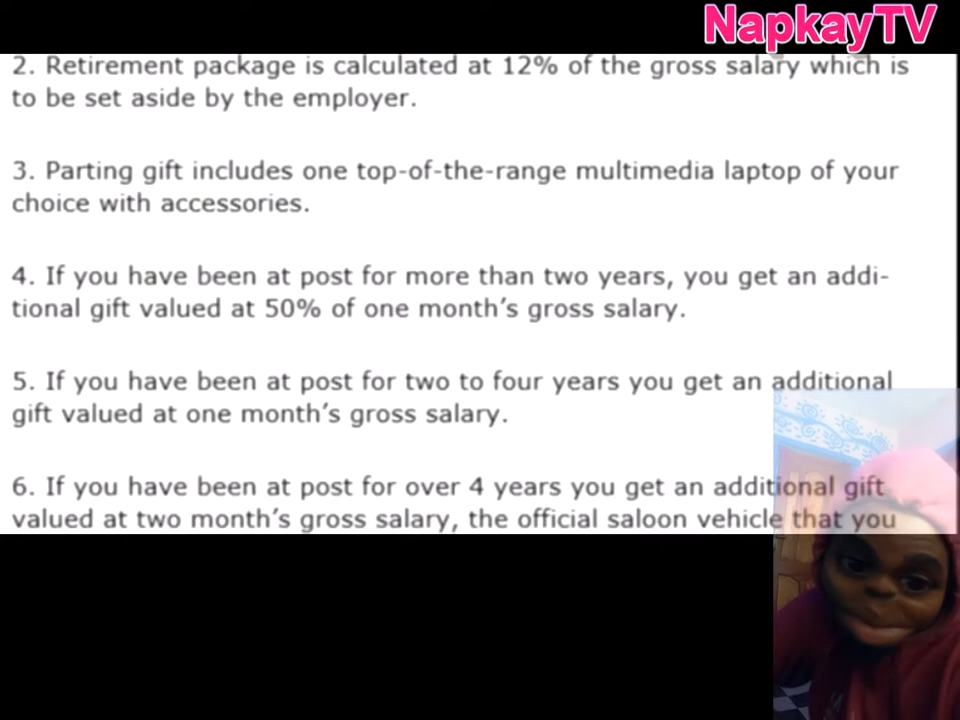 NapkayTV
2. Retirement package is calculated at 12% of the gross salary which is
to be set aside by the employer.
3. Parting gift includes one top-of-the-range multimedia laptop of your
choice with accessories.
4. If you have been at post for more than two years, you get an addi-
tional gift valued at 50% of one month's gross salary.
5. If you have been at post for two to four years you get an additional
gift valued at one month's gross salary.
6. If you have been at post for over 4 years you get an additional gift
valued at two month's gross salary, the official saloon vehicle that you